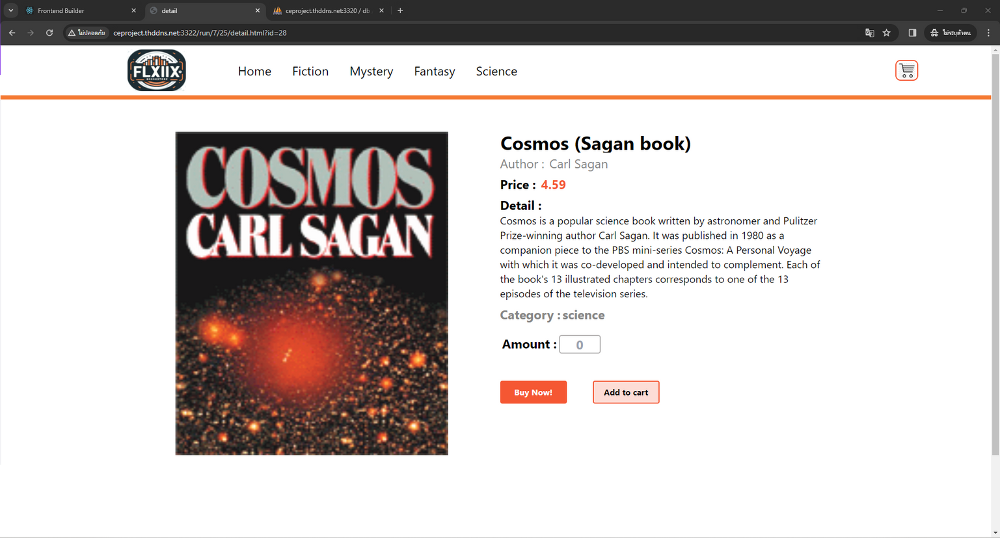 Frontend Builder
detail
ceproject.thddns.net:3320 / db
ไม่ปลอดภัย
ceproject.thddns.net:3322/run/7/25/detail.html?id=28
ไม่ระบุตัวตน
FLXIIX
BOOKSTORE
Home
Fiction
Mystery
Fantasy
Science
COSMOS
CARL SAGAN
Cosmos (Sagan book)
Author : Carl Sagan
Price : 4.59
Detail :
Cosmos is a popular science book written by astronomer and Pulitzer
Prize-winning author Carl Sagan. It was published in 1980 as a
companion piece to the PBS mini-series Cosmos: A Personal Voyage
with which it was co-developed and intended to complement. Each of
the book's 13 illustrated chapters corresponds to one of the 13
episodes of the television series.
Category : science
Amount : 0
Buy Now!
Add to cart